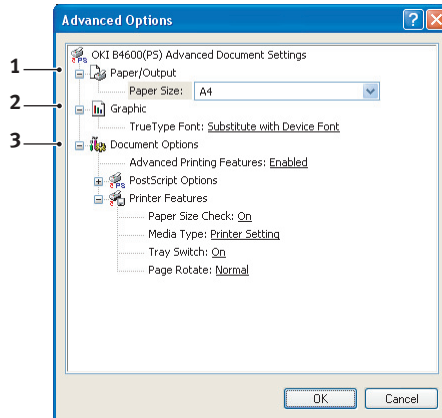 Advanced Options
OKI B4600(PS) Advanced Document Settings
1 Paper/Output
Paper Size: A4
2 Graphic
TrueType Font: Substitute with Device Font
3 Document Options
Advanced Printing Features: Enabled
PostScript Options
Printer Features
Paper Size Check: On
Media Type: Printer Setting
Tray Switch: On
Page Rotate: Normal
OK Cancel